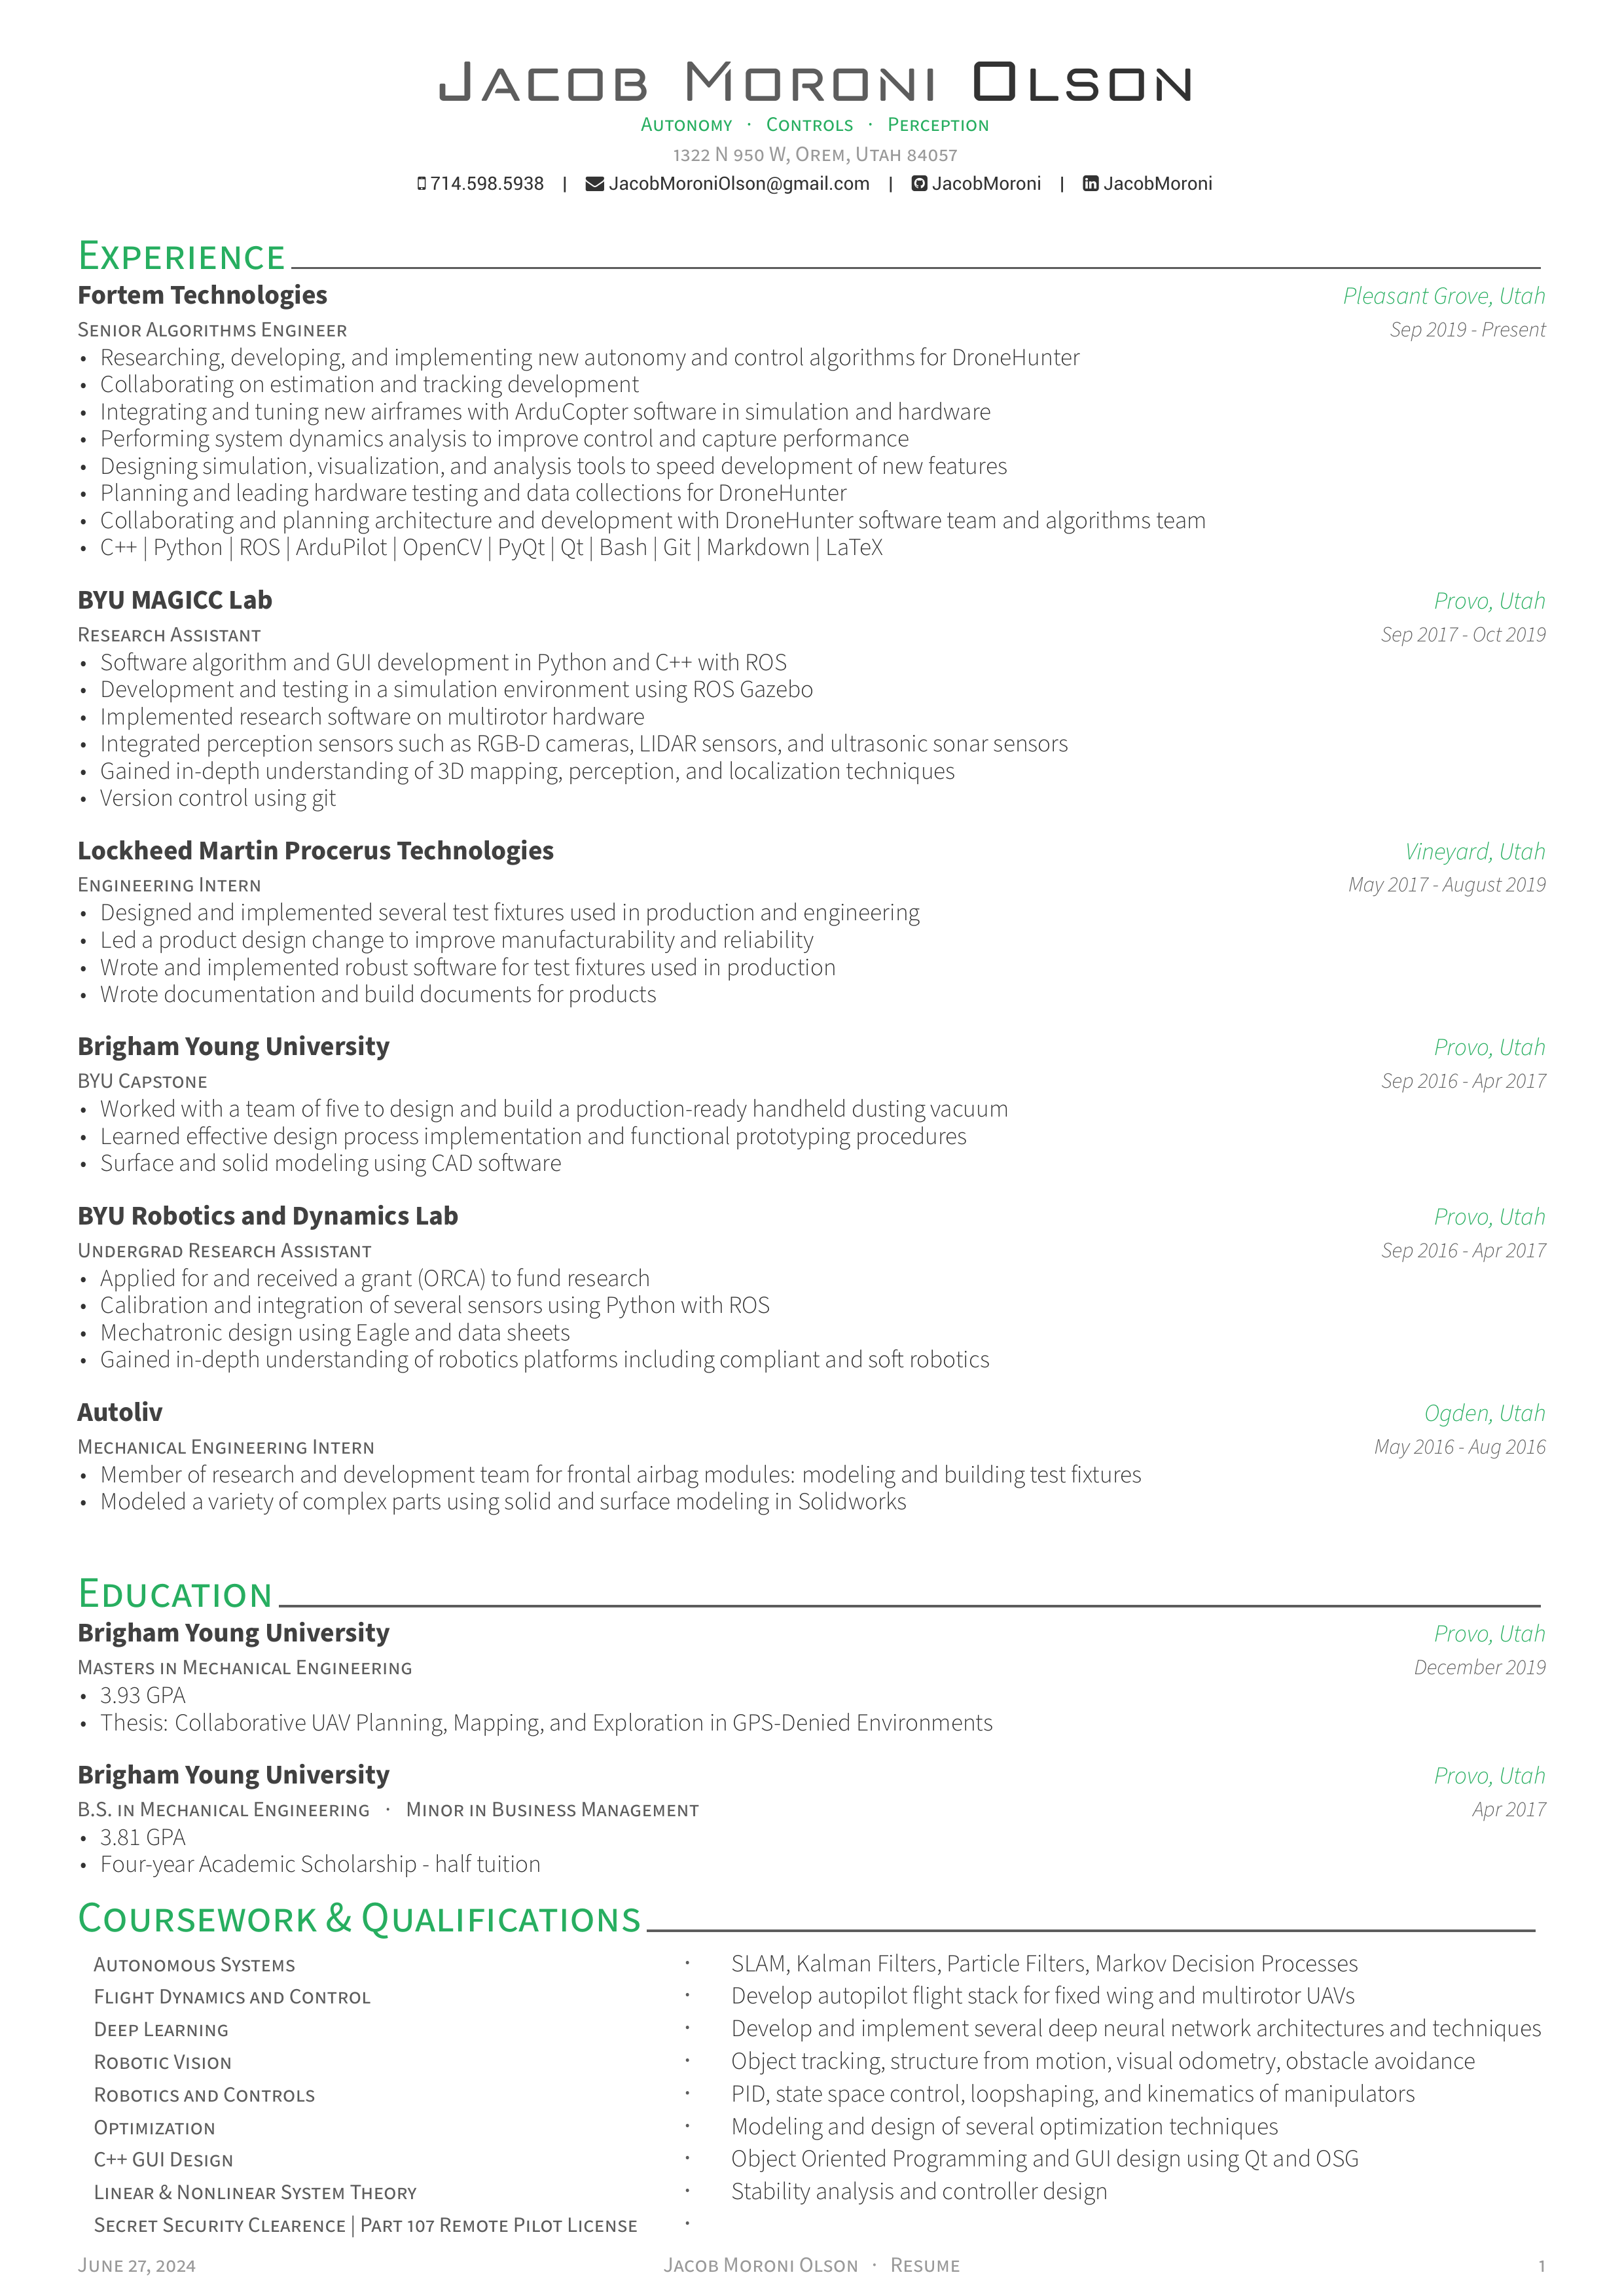 Jacob Moroni Olson
Autonomy · Controls · Perception
1322 N 950 W, Orem, Utah 84057
714.598.5938 | JacobMoroniOlson@gmail.com | JacobMoroni | JacobMoroni
Experience
Fortem Technologies Pleasant Grove, Utah
Senior Algorithms Engineer Sep 2019 - Present
• Researching, developing, and implementing new autonomy and control algorithms for DroneHunter
• Collaborating on estimation and tracking development
• Integrating and tuning new airframes with ArduCopter software in simulation and hardware
• Performing system dynamics analysis to improve control and capture performance
• Designing simulation, visualization, and analysis tools to speed development of new features
• Planning and leading hardware testing and data collections for DroneHunter
• Collaborating and planning architecture and development with DroneHunter software team and algorithms team
• C++ | Python | ROS | ArduPilot | OpenCV | PyQt | Qt | Bash | Git | Markdown | LaTeX
BYU MAGICC Lab Provo, Utah
Research Assistant Sep 2017 - Oct 2019
• Software algorithm and GUI development in Python and C++ with ROS
• Development and testing in a simulation environment using ROS Gazebo
• Implemented research software on multirotor hardware
• Integrated perception sensors such as RGB-D cameras, LIDAR sensors, and ultrasonic sonar sensors
• Gained in-depth understanding of 3D mapping, perception, and localization techniques
• Version control using git
Lockheed Martin Procerus Technologies Vineyard, Utah
Engineering Intern May 2017 - August 2019
• Designed and implemented several test fixtures used in production and engineering
• Led a product design change to improve manufacturability and reliability
• Wrote and implemented robust software for test fixtures used in production
• Wrote documentation and build documents for products
Brigham Young University Provo, Utah
BYU Capstone Sep 2016 - Apr 2017
• Worked with a team of five to design and build a production-ready handheld dusting vacuum
• Learned effective design process implementation and functional prototyping procedures
• Surface and solid modeling using CAD software
BYU Robotics and Dynamics Lab Provo, Utah
Undergrad Research Assistant Sep 2016 - Apr 2017
• Applied for and received a grant (ORCA) to fund research
• Calibration and integration of several sensors using Python with ROS
• Mechatronic design using Eagle and data sheets
• Gained in-depth understanding of robotics platforms including compliant and soft robotics
Autoliv Ogden, Utah
Mechanical Engineering Intern May 2016 - Aug 2016
• Member of research and development team for frontal airbag modules: modeling and building test fixtures
• Modeled a variety of complex parts using solid and surface modeling in Solidworks
Education
Brigham Young University Provo, Utah
Masters in Mechanical Engineering December 2019
• 3.93 GPA
• Thesis: Collaborative UAV Planning, Mapping, and Exploration in GPS-Denied Environments
Brigham Young University Provo, Utah
B.S. in Mechanical Engineering · Minor in Business Management Apr 2017
• 3.81 GPA
• Four-year Academic Scholarship - half tuition
Coursework & Qualifications
Autonomous Systems · SLAM, Kalman Filters, Particle Filters, Markov Decision Processes
Flight Dynamics and Control · Develop autopilot flight stack for fixed wing and multirotor UAVs
Deep Learning · Develop and implement several deep neural network architectures and techniques
Robotic Vision · Object tracking, structure from motion, visual odometry, obstacle avoidance
Robotics and Controls · PID, state space control, loopshaping, and kinematics of manipulators
Optimization · Modeling and design of several optimization techniques
C++ GUI Design · Object Oriented Programming and GUI design using Qt and OSG
Linear & Nonlinear System Theory · Stability analysis and controller design
Secret Security Clearence | Part 107 Remote Pilot License ·
June 27, 2024 Jacob Moroni Olson · Resume 1